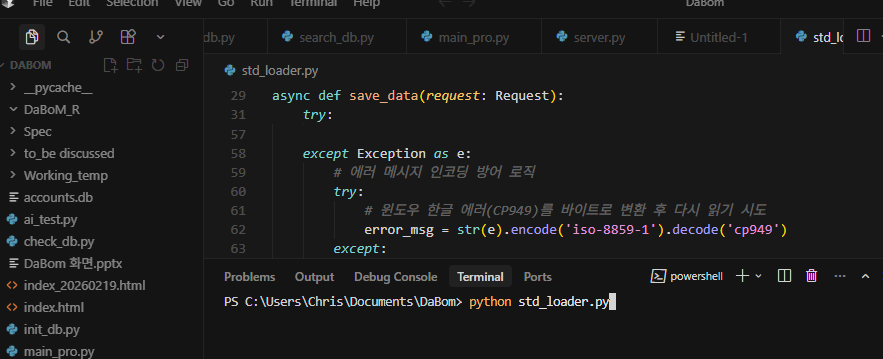 File Edit Selection View Go Run Terminal Help
DaBom
db.py
search_db.py
main_pro.py
server.py
Untitled-1
DABOM
std_loader.py
__pycache__
DaBoM_R
Spec
to_be discussed
Working_temp
accounts.db
ai_test.py
check_db.py
DaBom 화면.pptx
index_20260219.html
index.html
init_db.py
main_pro.py
29 async def save_data(request: Request):
31 try:
57
58 except Exception as e:
59 # 에러 메시지 인코딩 방어 로직
60 try:
61 # 윈도우 한글 에러(CP949)를 바이트로 변환 후 다시 읽기 시도
62 error_msg = str(e).encode('iso-8859-1').decode('cp949')
63 except:
Problems Output Debug Console Terminal Ports
powershell
PS C:\Users\Chris\Documents\DaBom> python std_loader.py